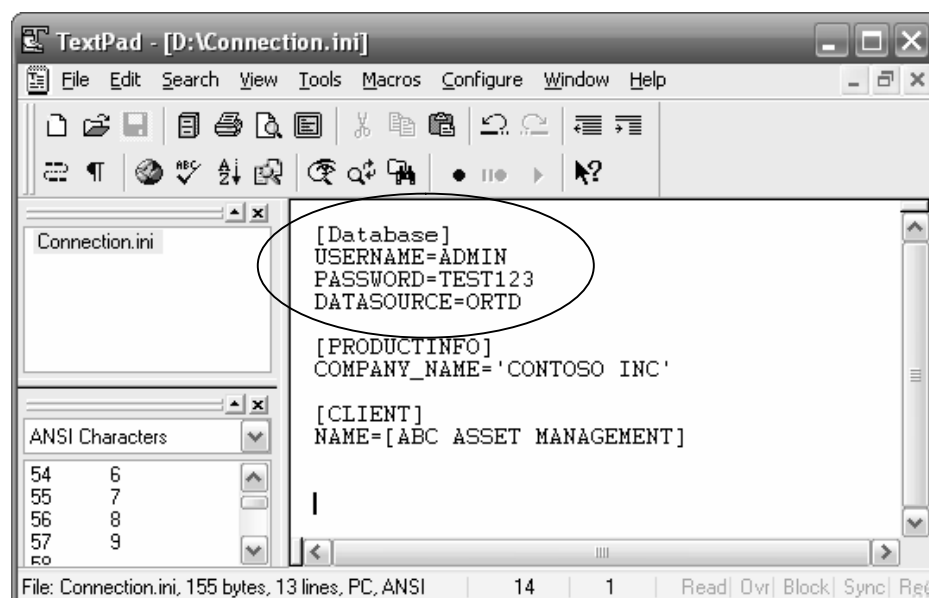 TextPad - [D:\Connection.ini]
File Edit Search View Tools Macros Configure Window Help
ABC
A
Z
Connection.ini
[Database]
USERNAME=ADMIN
PASSWORD=TEST123
DATASOURCE=ORTD
[PRODUCTINFO]
COMPANY_NAME='CONTOSO INC'
[CLIENT]
NAME=[ABC ASSET MANAGEMENT]
ANSI Characters
54 6
55 7
56 8
57 9
File: Connection.ini, 155 bytes, 13 lines, PC, ANSI 14 1 Read Ovr Block Sync